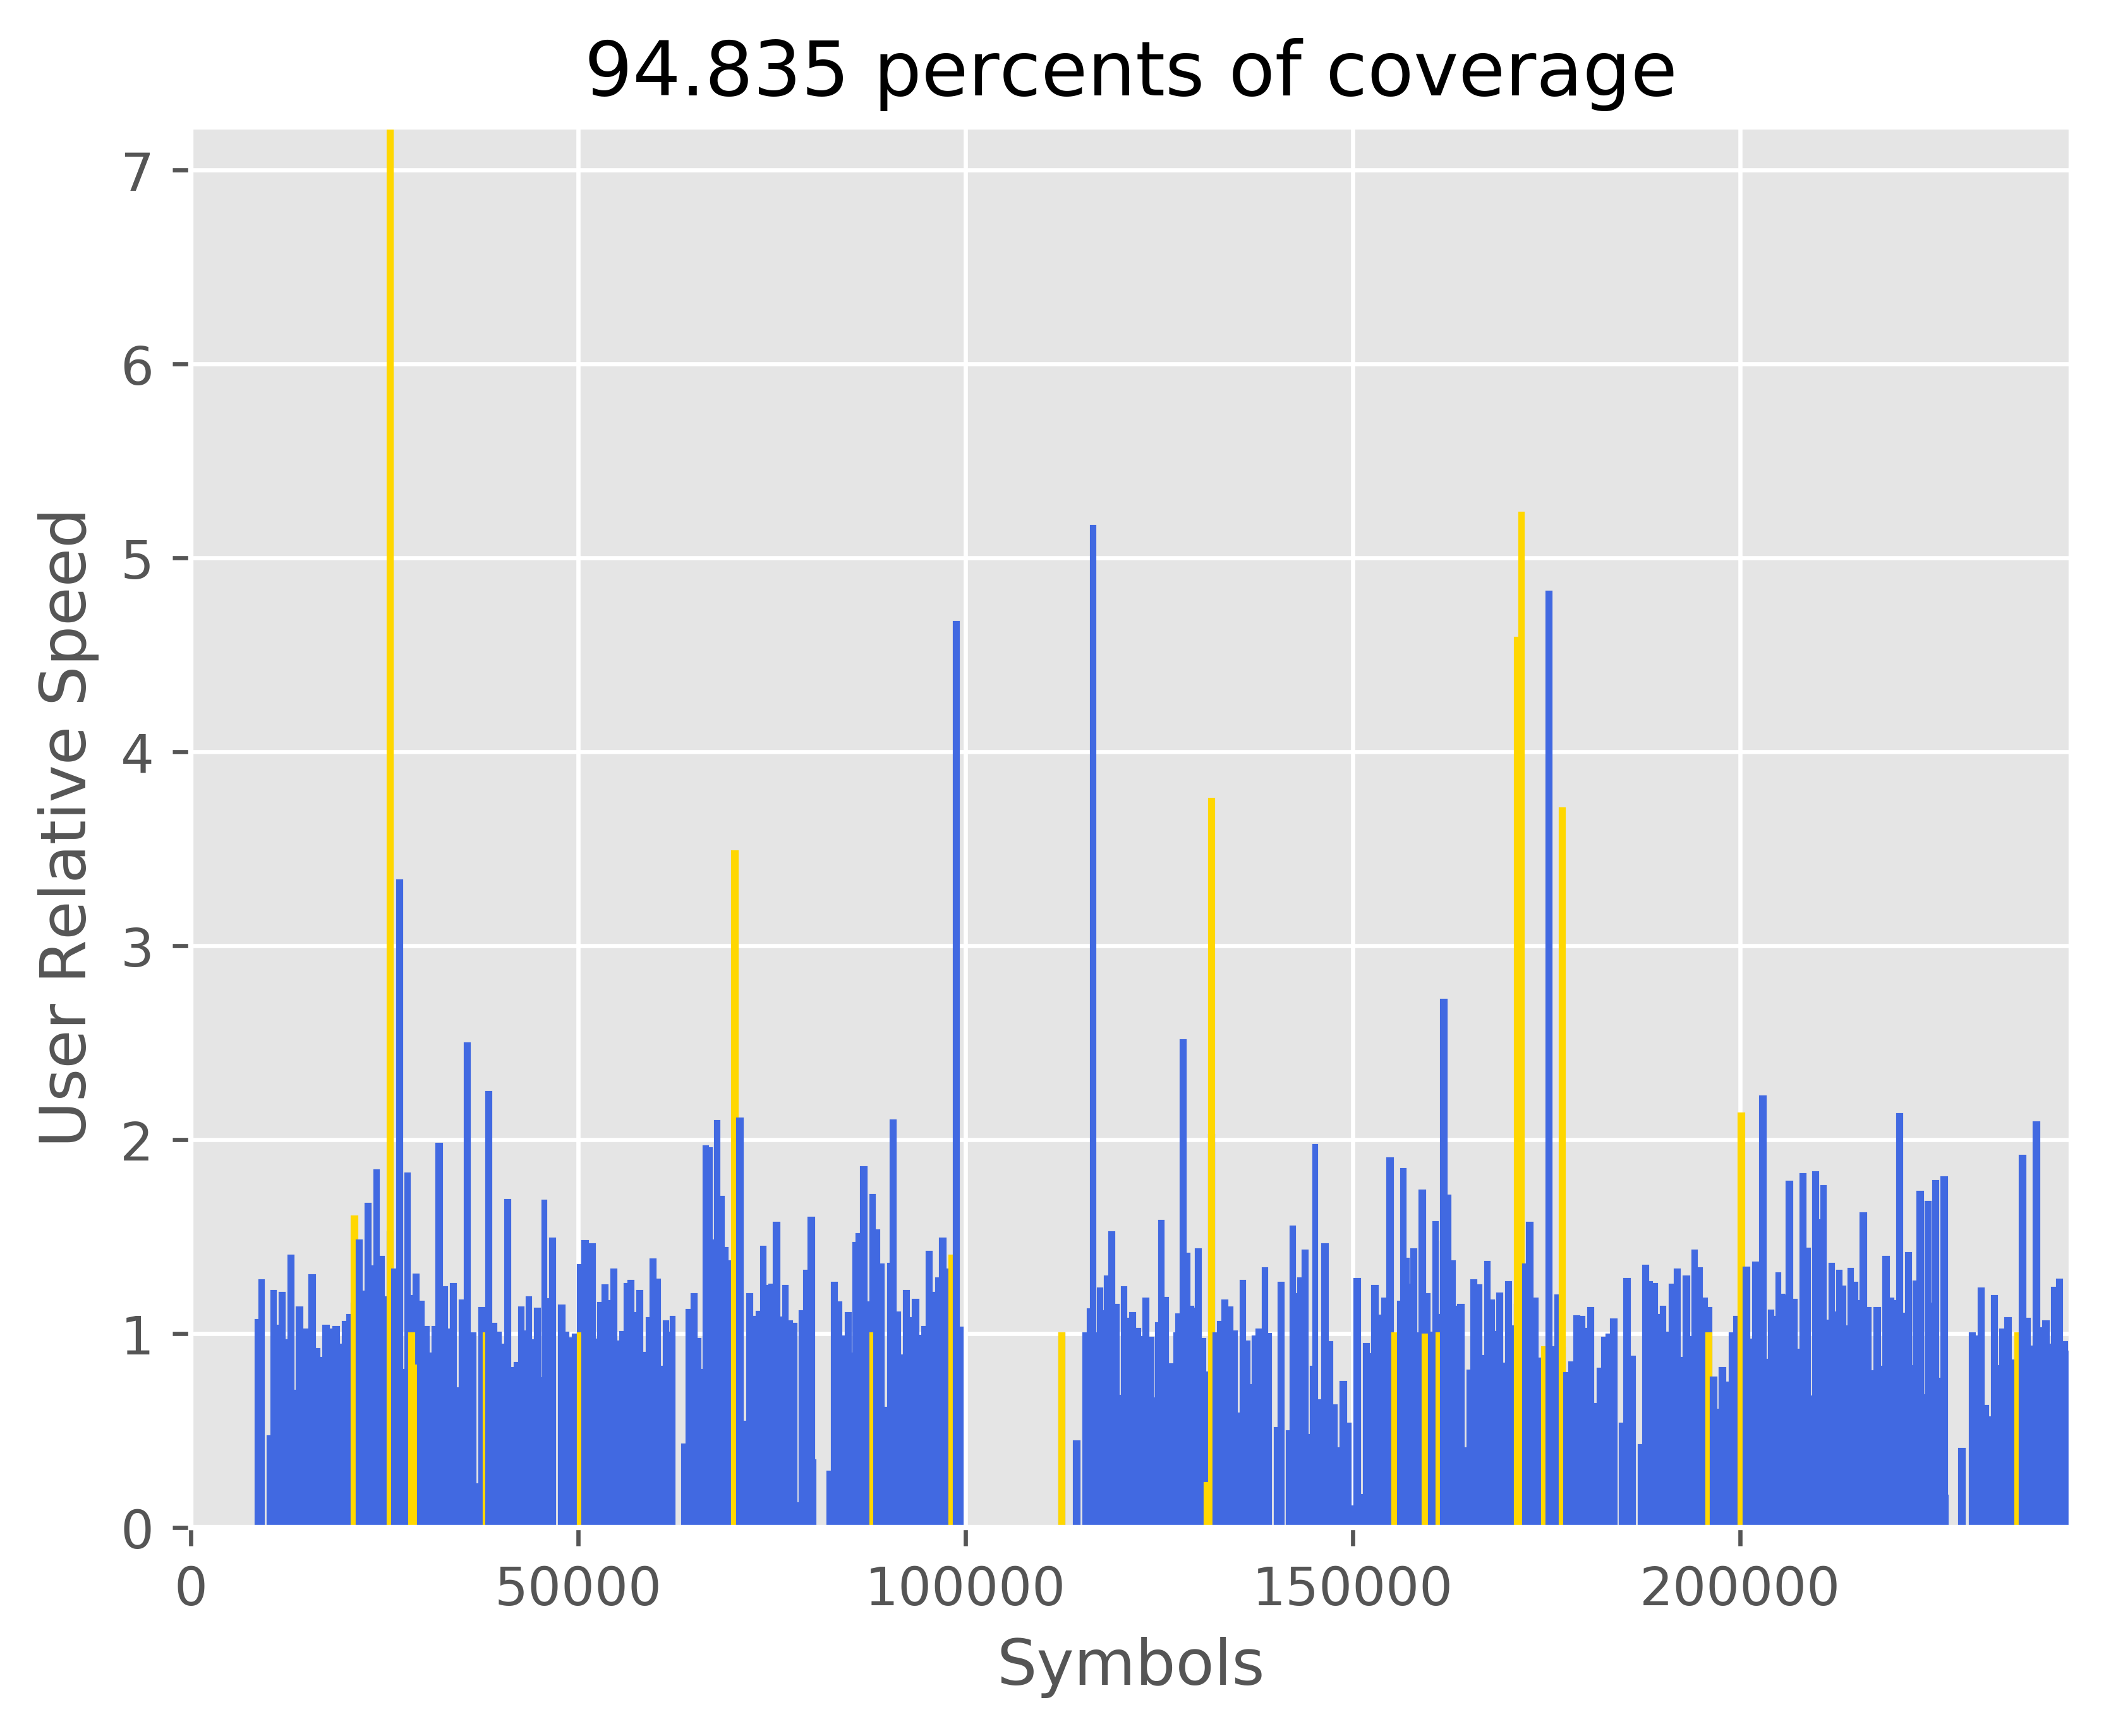 94.835 percents of coverage
7
6
5
4
3
2
1
0
User Relative Speed
0 50000 100000 150000 200000
Symbols